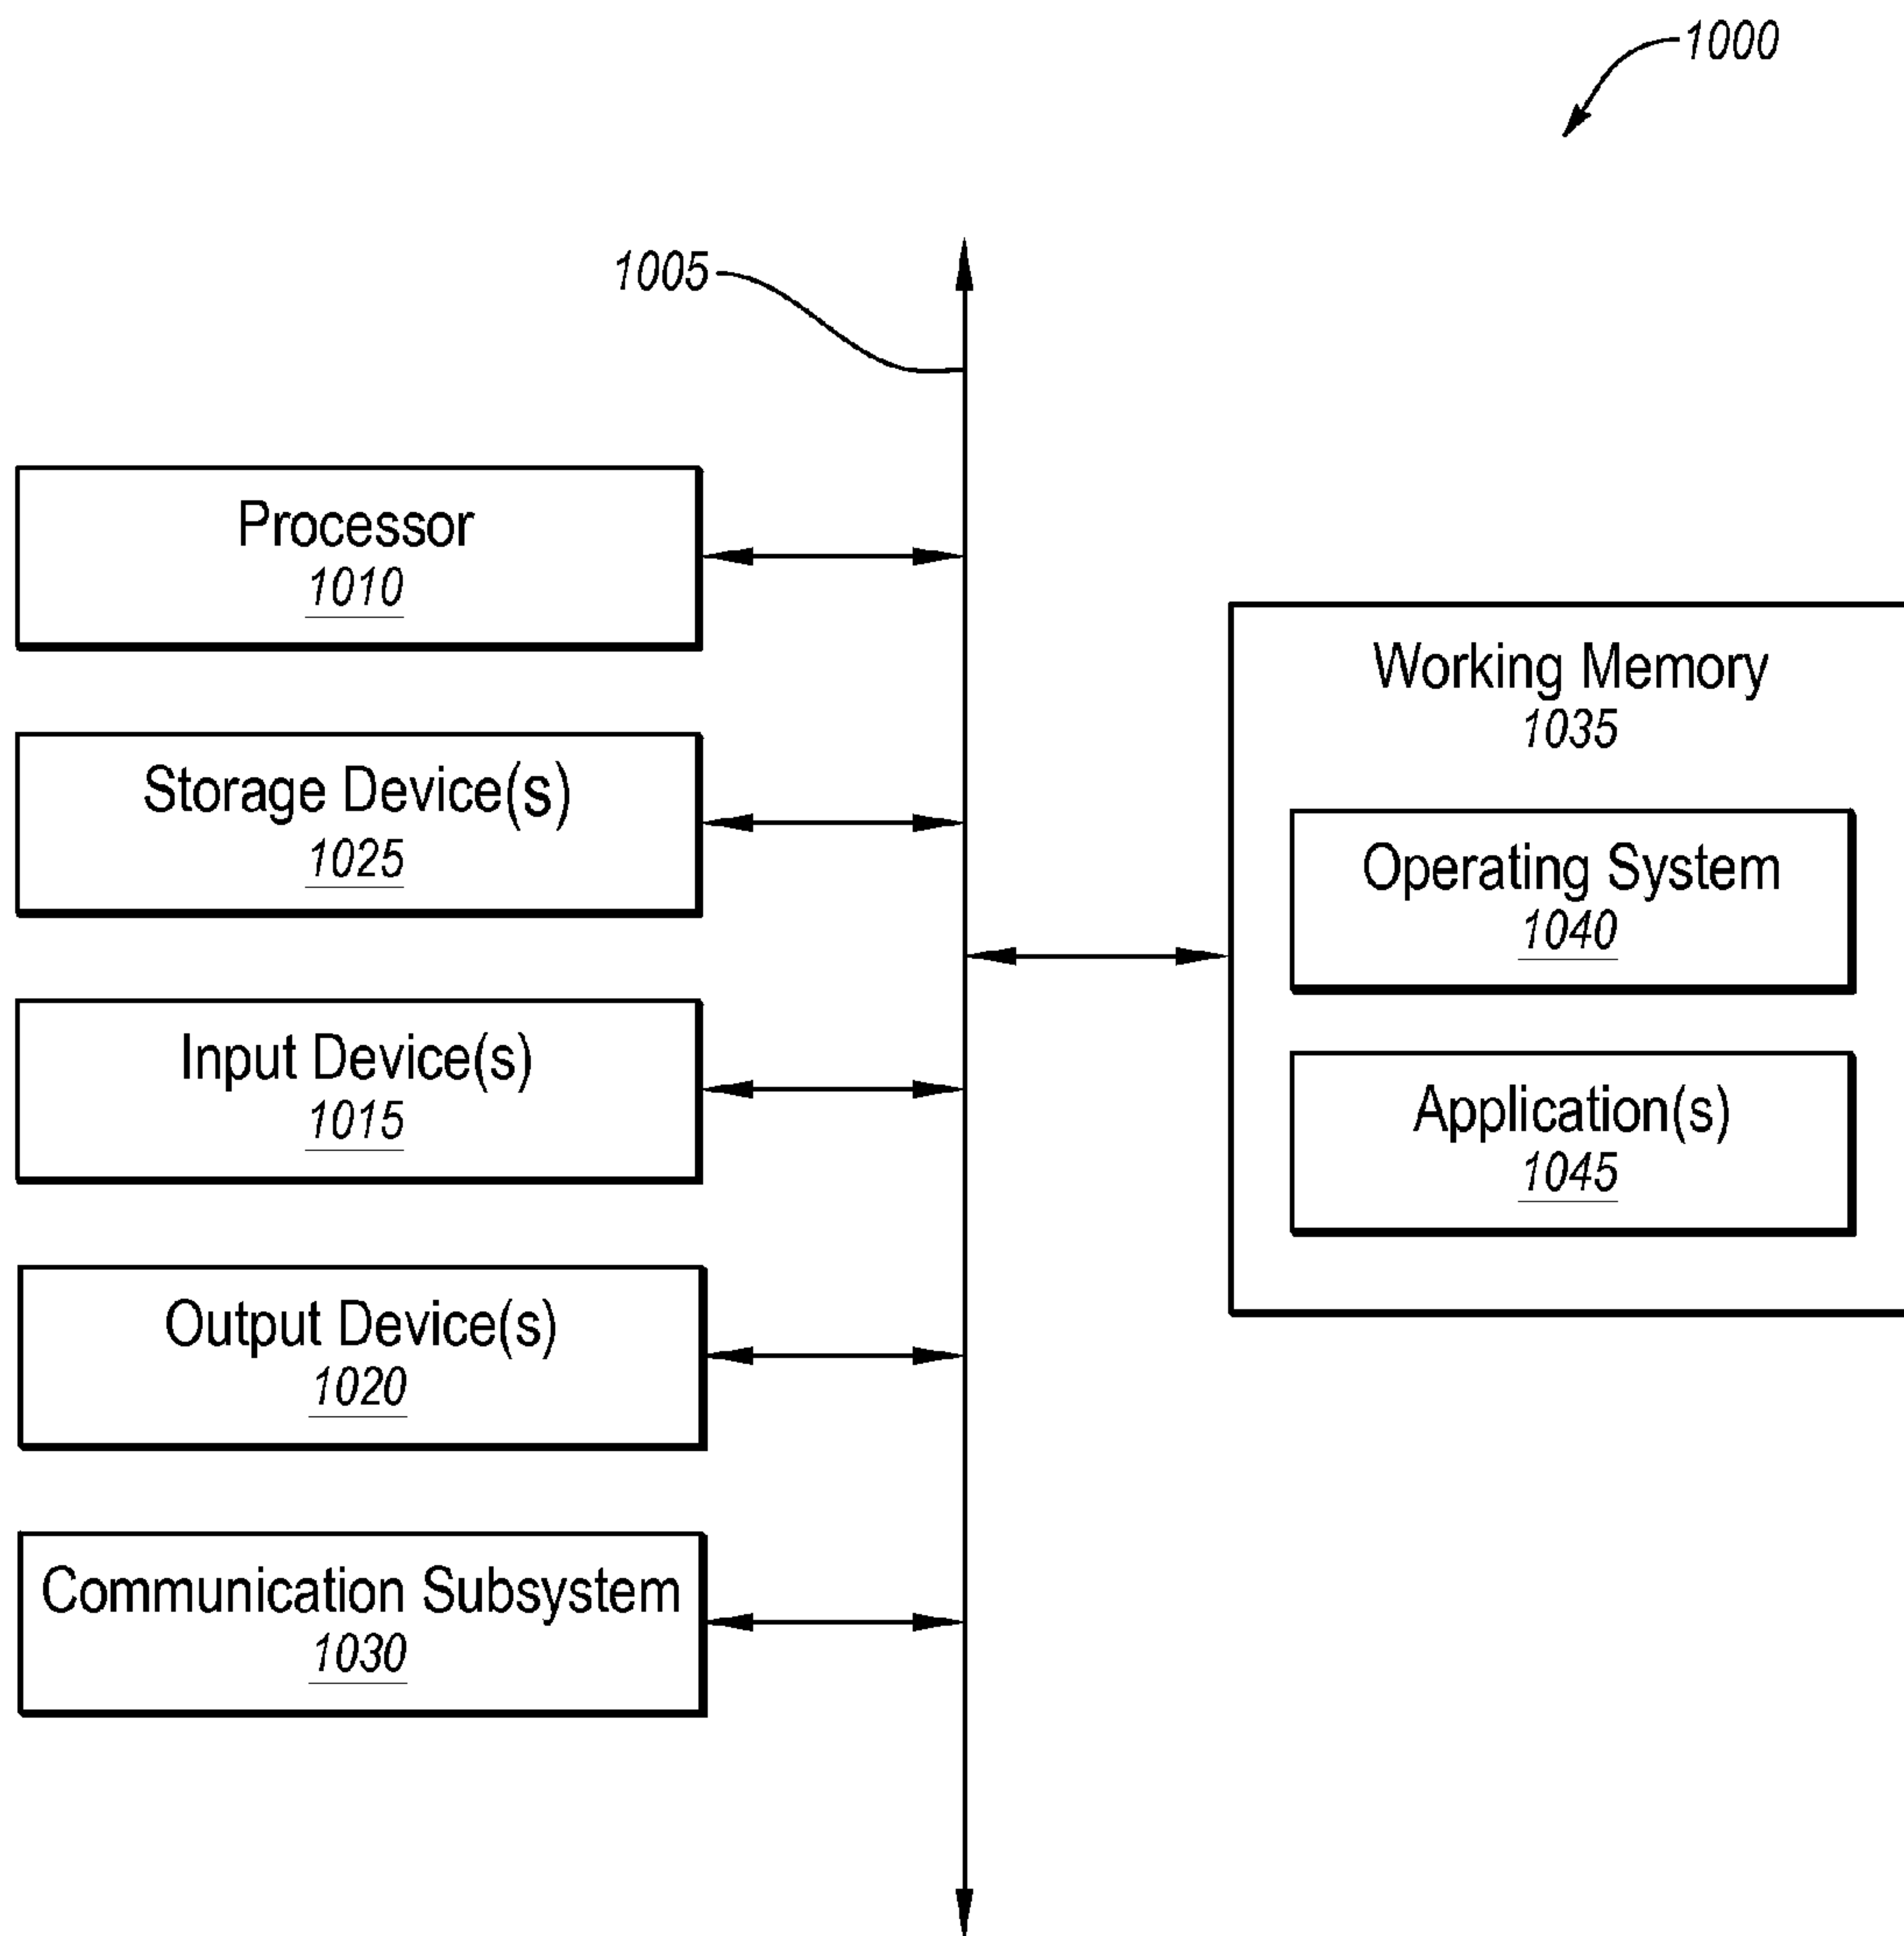 1000
1005
Processor
1010
Storage Device(s)
1025
Input Device(s)
1015
Output Device(s)
1020
Communication Subsystem
1030
Working Memory
1035
Operating System
1040
Application(s)
1045